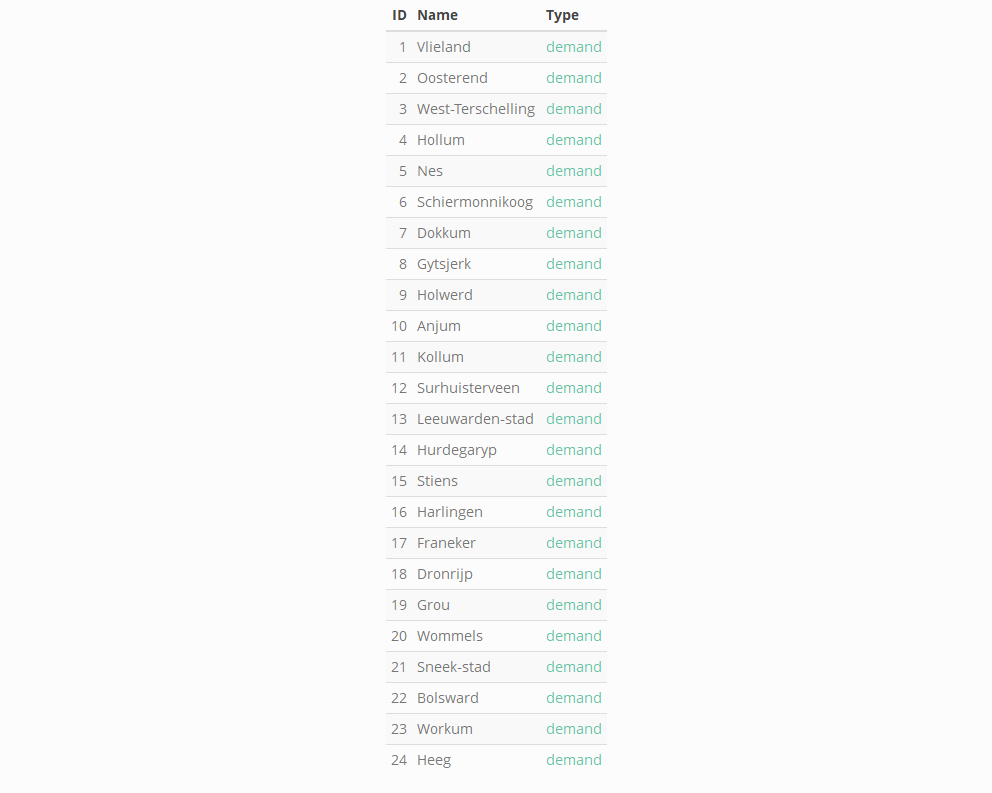 ID Name Type
1 Vlieland demand
2 Oosterend demand
3 West-Terschelling demand
4 Hollum demand
5 Nes demand
6 Schiermonnikoog demand
7 Dokkum demand
8 Gytsjerk demand
9 Holwerd demand
10 Anjum demand
11 Kollum demand
12 Surhuisterveen demand
13 Leeuwarden-stad demand
14 Hurdegaryp demand
15 Stiens demand
16 Harlingen demand
17 Franeker demand
18 Dronrijp demand
19 Grou demand
20 Wommels demand
21 Sneek-stad demand
22 Bolsward demand
23 Workum demand
24 Heeg demand